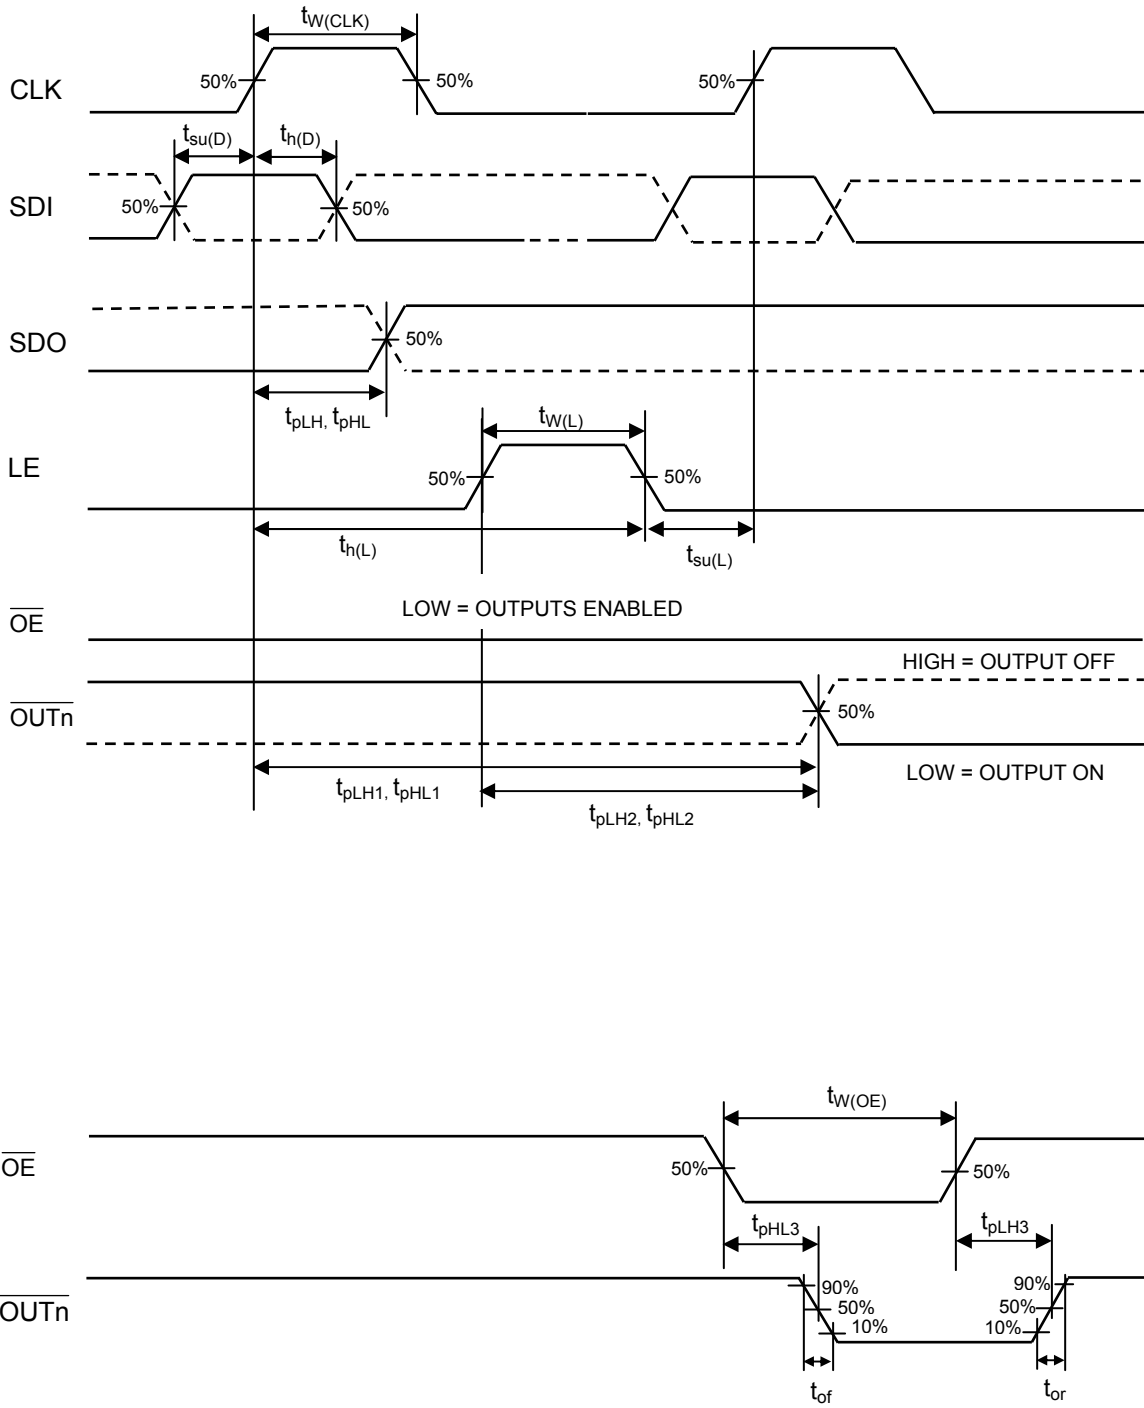 tW(CLK)
CLK
50%
50%
50%
tsu(D)
th(D)
SDI
50%
50%
SDO
50%
tpLH, tpHL
tW(L)
LE
50%
50%
th(L)
tsu(L)
OE
LOW = OUTPUTS ENABLED
HIGH = OUTPUT OFF
OUTn
50%
LOW = OUTPUT ON
tpLH1, tpHL1
tpLH2, tpHL2
tW(OE)
OE
50%
50%
tpHL3
tpLH3
OUTn
90%
50%
10%
90%
50%
10%
tof
tor